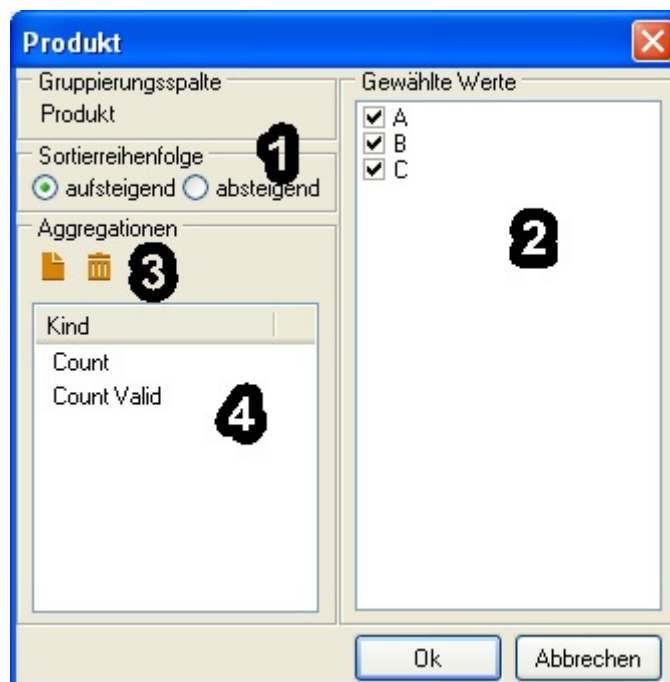 Produkt
Gruppierungsspalte
Produkt
Sortierreihenfolge
1
aufsteigend absteigend
Aggregationen
3
Kind
Count
Count Valid
4
Gewählte Werte
A
B
C
2
Ok Abbrechen